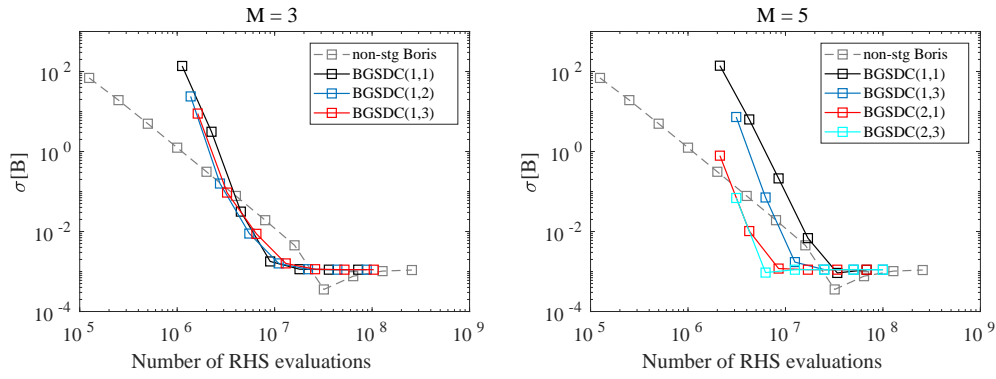 M = 3
σ[B]
10^2
10^0
10^-2
10^-4
10^5
10^6
10^7
10^8
10^9
Number of RHS evaluations
non-stg Boris
BGSDC(1,1)
BGSDC(1,2)
BGSDC(1,3)
M = 5
σ[B]
10^2
10^0
10^-2
10^-4
10^5
10^6
10^7
10^8
10^9
Number of RHS evaluations
non-stg Boris
BGSDC(1,1)
BGSDC(1,3)
BGSDC(2,1)
BGSDC(2,3)